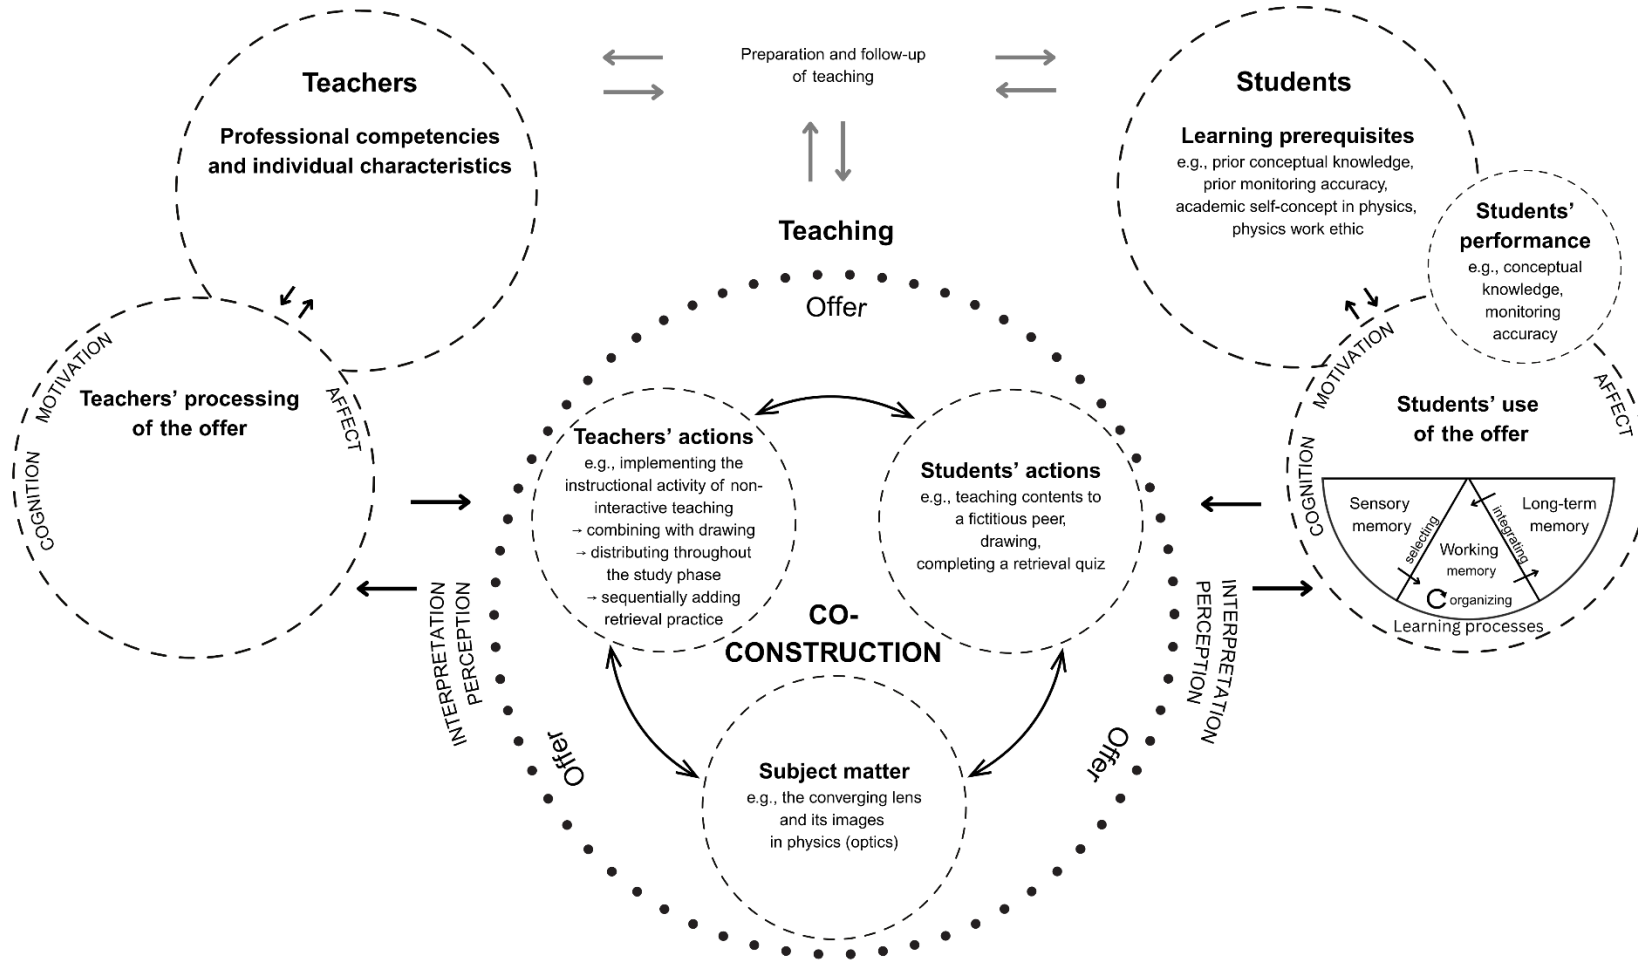 Teachers
Professional competencies
and individual characteristics
Preparation and follow-up
of teaching
Students
Learning prerequisites
e.g., prior conceptual knowledge,
prior monitoring accuracy,
academic self-concept in physics,
physics work ethic
Students’
performance
e.g., conceptual
knowledge,
monitoring
accuracy
COGNITION
MOTIVATION
AFFECT
Teachers’ processing
of the offer
INTERPRETATION
PERCEPTION
Teaching
Offer
Teachers’ actions
e.g., implementing the
instructional activity of non-
interactive teaching
→ combining with drawing
→ distributing throughout
the study phase
→ sequentially adding
retrieval practice
Students’ actions
e.g., teaching contents to
a fictitious peer,
drawing,
completing a retrieval quiz
CO-
CONSTRUCTION
Subject matter
e.g., the converging lens
and its images
in physics (optics)
Offer
Offer
INTERPRETATION
PERCEPTION
COGNITION
MOTIVATION
AFFECT
Students’ use
of the offer
Sensory
memory
selecting
Working
memory
organizing
integrating
Long-term
memory
Learning processes